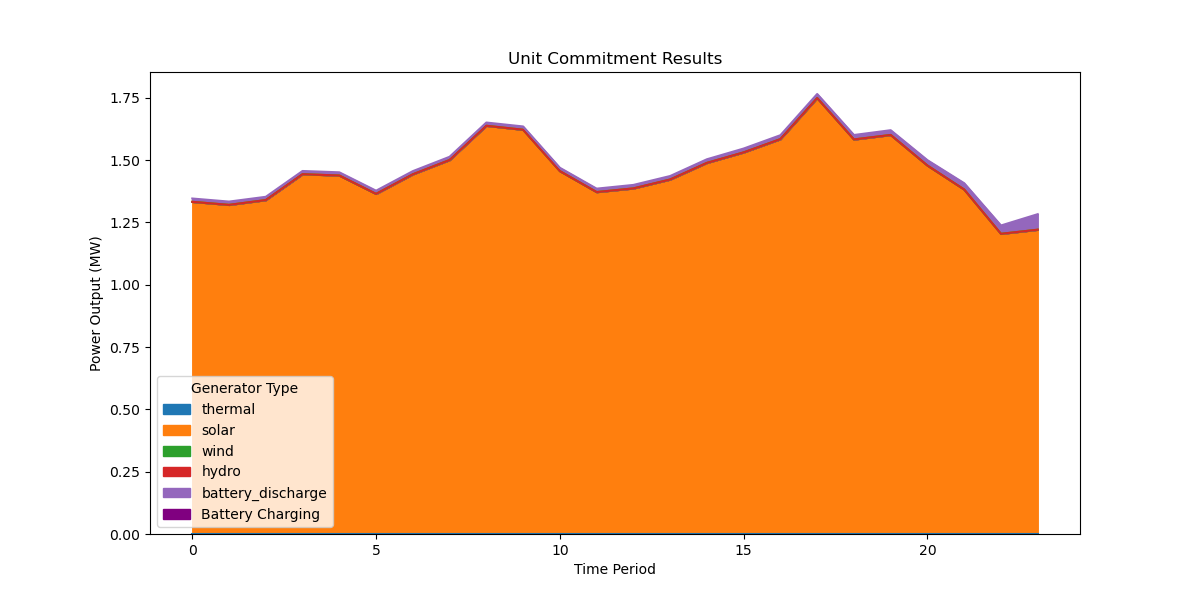 Unit Commitment Results
Power Output (MW)
1.75
1.50
1.25
1.00
0.75
0.50
0.25
0.00
Generator Type
thermal
solar
wind
hydro
battery_discharge
Battery Charging
0 5 10 15 20
Time Period